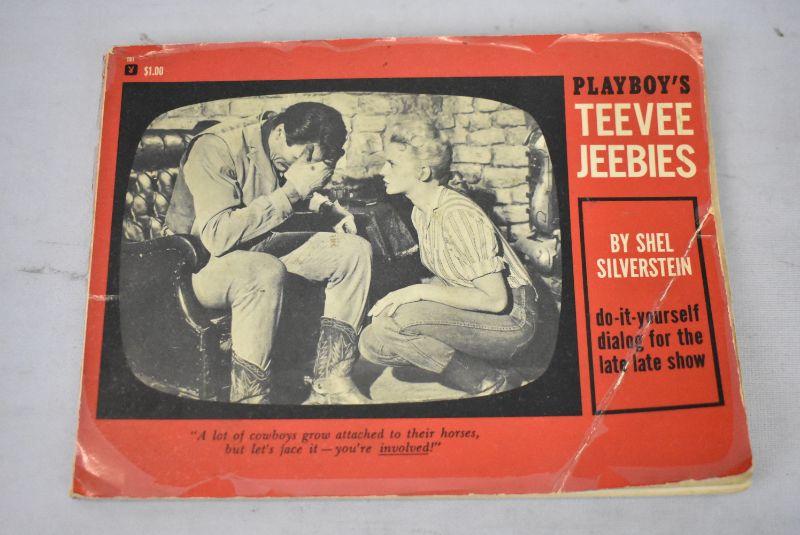 $1.00
PLAYBOY'S
TEEVEE
JEEBIES
BY SHEL
SILVERSTEIN
do-it-yourself
dialog for the
late late show
"A lot of cowboys grow attached to their horses,
but let's face it — you're involved!"